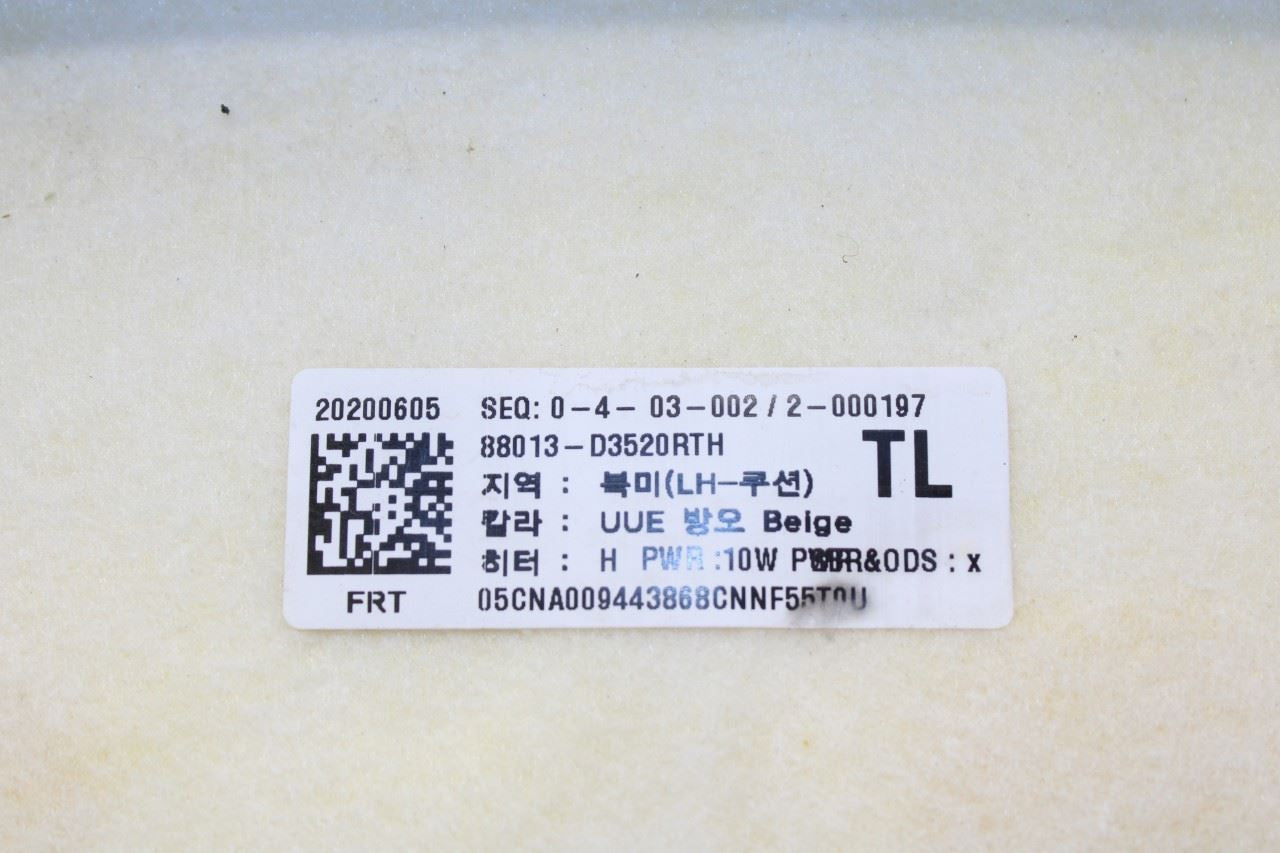 20200605 SEQ: 0-4- 03-002 / 2-000197
88013-D3520RTH TL
지역 : 북미(LH-쿠션)
칼라 : UUE 방오 Beige
히터 : H PWR :10W &ODS : x
FRT 05CNA009443868CNNF55T0U